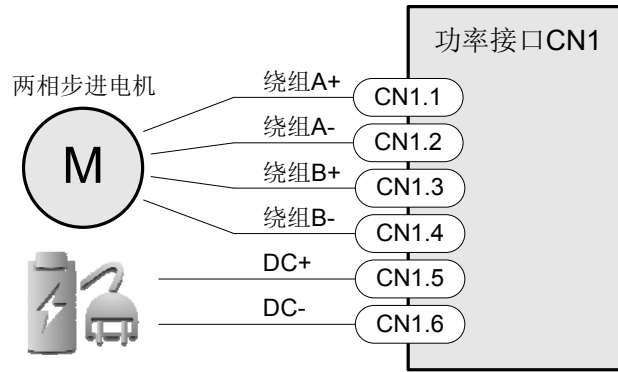 功率接口CN1
两相步进电机
M
绕组A+
CN1.1
绕组A-
CN1.2
绕组B+
CN1.3
绕组B-
CN1.4
DC+
CN1.5
DC-
CN1.6